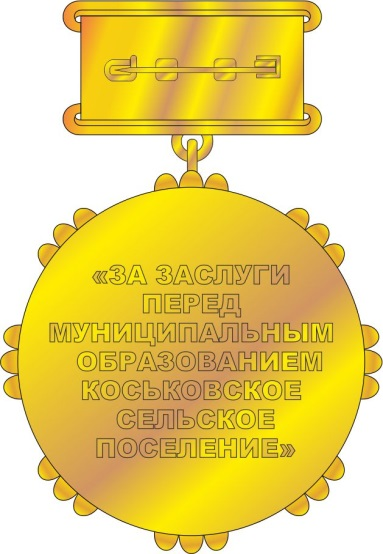 «ЗА ЗАСЛУГИ
ПЕРЕД
МУНИЦИПАЛЬНЫМ
ОБРАЗОВАНИЕМ
КОСЬКОВСКОЕ
СЕЛЬСКОЕ
ПОСЕЛЕНИЕ»